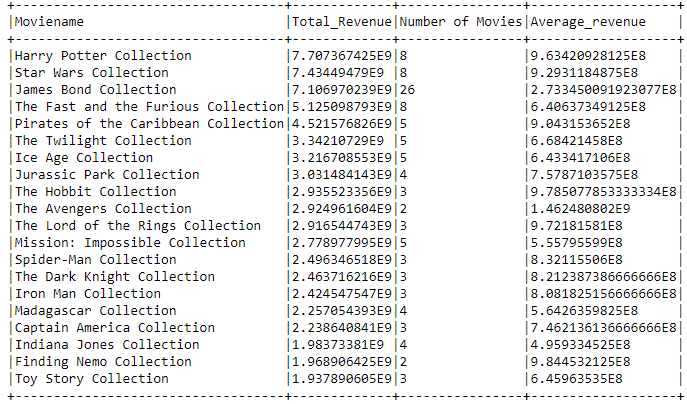 +----------------------------------+-------------+----------------+-------------------+
|Moviename                         |Total_Revenue|Number of Movies|Average_revenue    |
+----------------------------------+-------------+----------------+-------------------+
|Harry Potter Collection           |7.707367425E9|8               |9.63420928125E8    |
|Star Wars Collection              |7.43449479E9 |8               |9.2931184875E8     |
|James Bond Collection             |7.106970239E9|26              |2.733450091923077E8|
|The Fast and the Furious Collection|5.125098793E9|8               |6.40637349125E8    |
|Pirates of the Caribbean Collection|4.521576826E9|5               |9.043153652E8      |
|The Twilight Collection           |3.34210729E9 |5               |6.68421458E8       |
|Ice Age Collection                |3.216708553E9|5               |6.433417106E8      |
|Jurassic Park Collection          |3.031484143E9|4               |7.5787103575E8     |
|The Hobbit Collection             |2.935523356E9|3               |9.785077853333334E8|
|The Avengers Collection           |2.924961604E9|2               |1.462480802E9      |
|The Lord of the Rings Collection  |2.916544743E9|3               |9.72181581E8       |
|Mission: Impossible Collection    |2.778977995E9|5               |5.55795599E8       |
|Spider-Man Collection             |2.496346518E9|3               |8.32115506E8       |
|The Dark Knight Collection        |2.463716216E9|3               |8.212387386666666E8|
|Iron Man Collection               |2.424547547E9|3               |8.081825156666666E8|
|Madagascar Collection             |2.257054393E9|4               |5.6426359825E8     |
|Captain America Collection        |2.238640841E9|3               |7.462136136666666E8|
|Indiana Jones Collection          |1.98373381E9 |4               |4.959334525E8      |
|Finding Nemo Collection           |1.968906425E9|2               |9.844532125E8      |
|Toy Story Collection              |1.937890605E9|3               |6.45963535E8       |
+----------------------------------+-------------+----------------+-------------------+